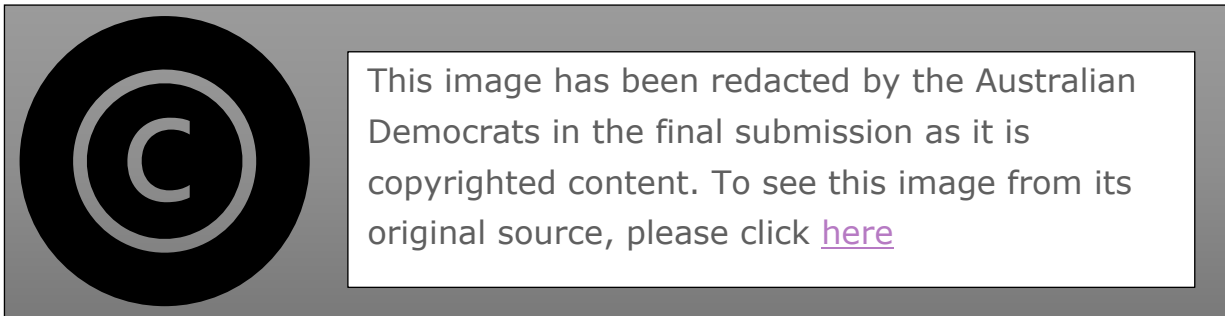 C
This image has been redacted by the Australian
Democrats in the final submission as it is
copyrighted content. To see this image from its
original source, please click here